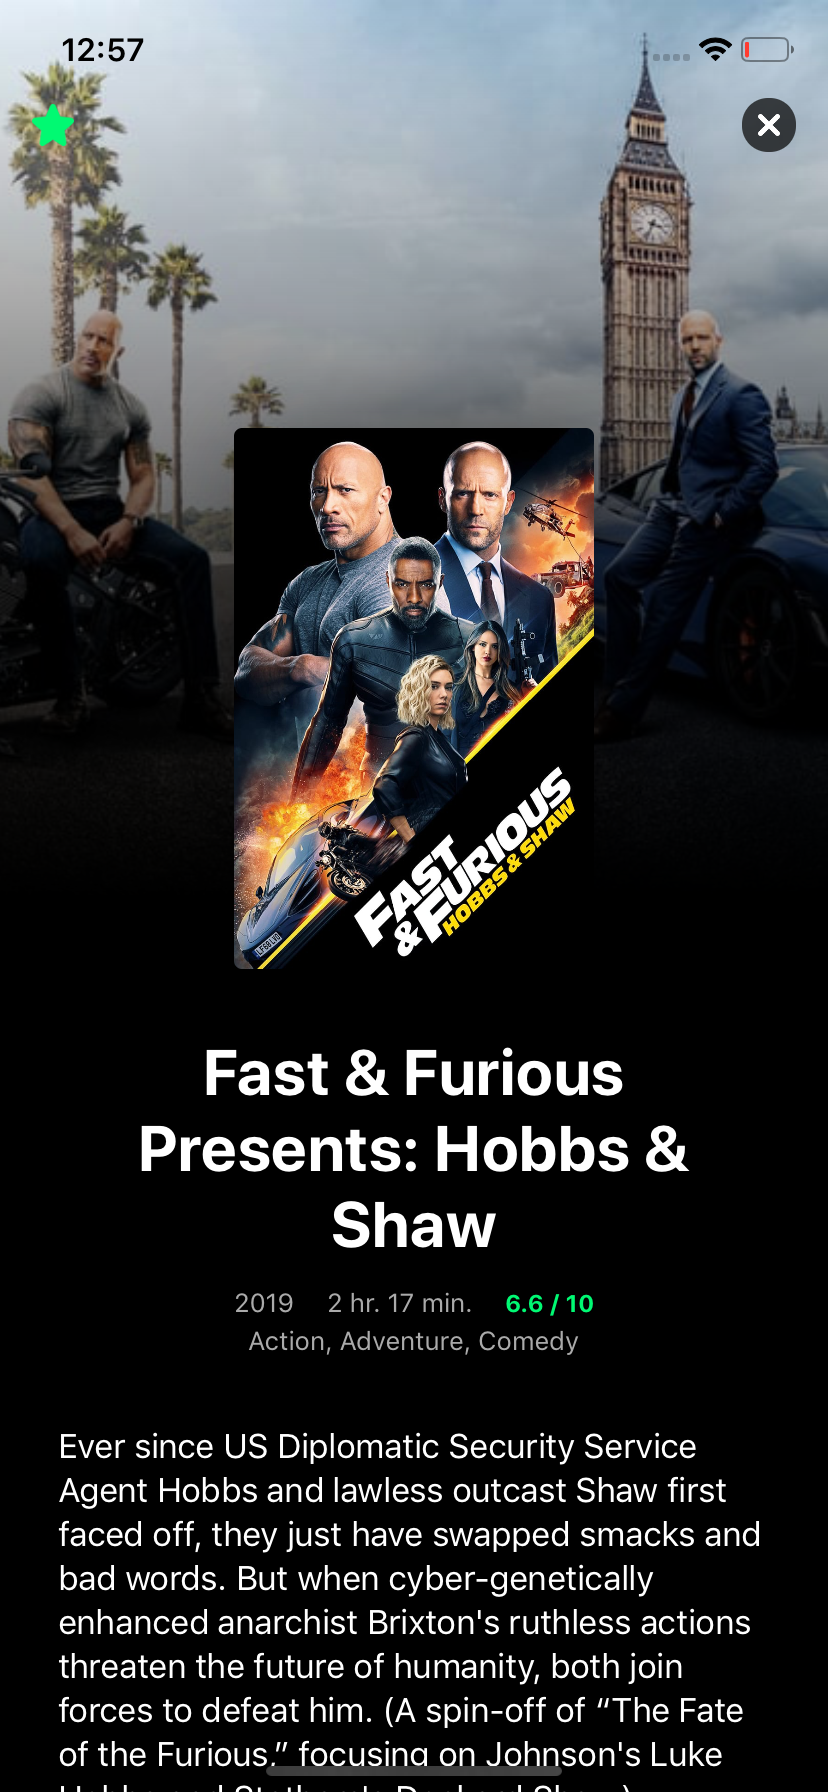 12:57
FAST
& FURIOUS
HOBBS & SHAW
Fast & Furious
Presents: Hobbs &
Shaw
2019 2 hr. 17 min. 6.6 / 10
Action, Adventure, Comedy
Ever since US Diplomatic Security Service
Agent Hobbs and lawless outcast Shaw first
faced off, they just have swapped smacks and
bad words. But when cyber-genetically
enhanced anarchist Brixton's ruthless actions
threaten the future of humanity, both join
forces to defeat him. (A spin-off of “The Fate
of the Furious,” focusing on Johnson's Luke